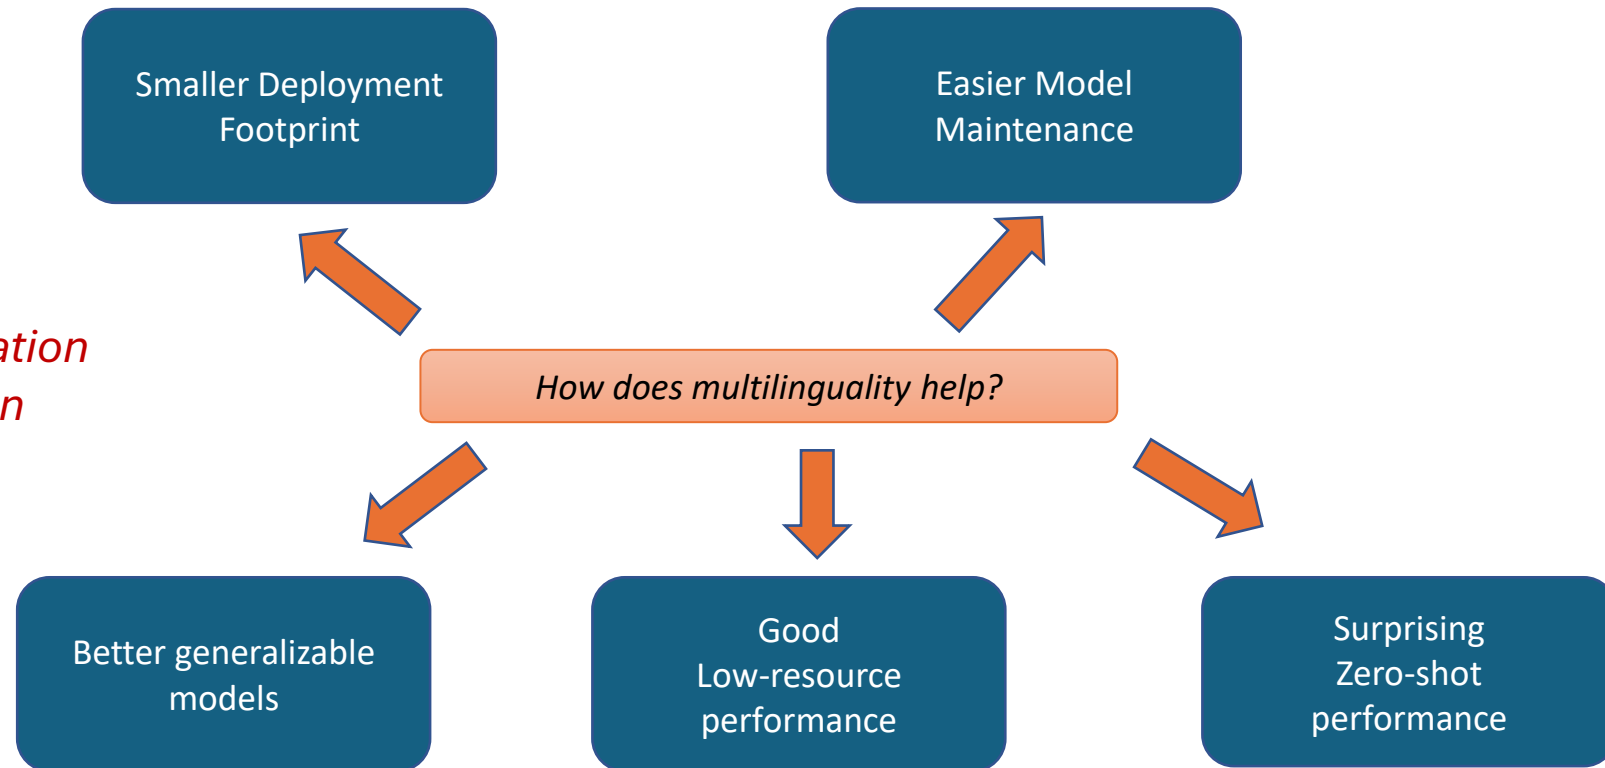 Smaller Deployment
Footprint
Easier Model
Maintenance
How does multilinguality help?
Better generalizable
models
Good
Low-resource
performance
Surprising
Zero-shot
performance